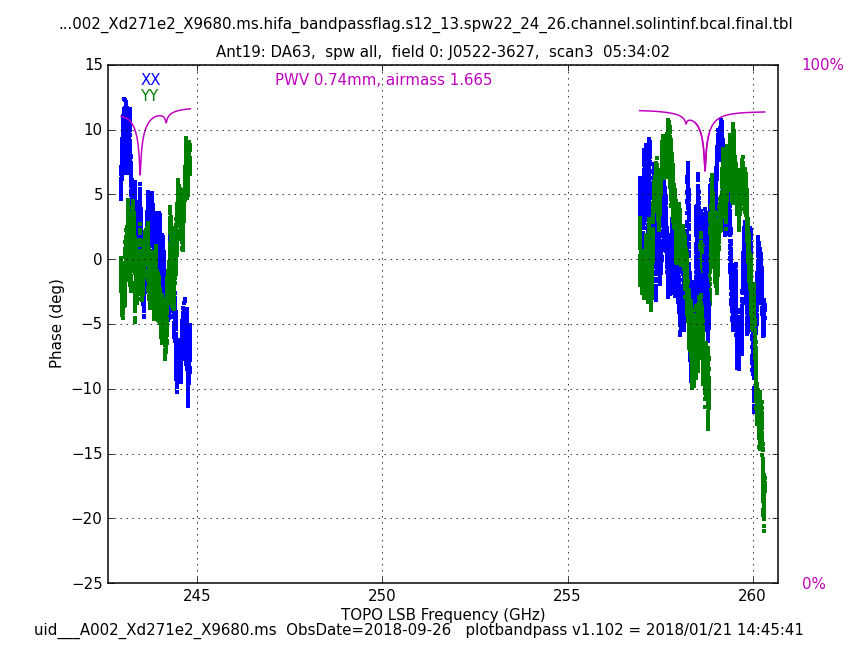 ...002_Xd271e2_X9680.ms.hifa_bandpassflag.s12_13.spw22_24_26.channel.solintinf.bcal.final.tbl
Ant19: DA63,  spw all,  field 0: J0522-3627,  scan3  05:34:02
XX
YY
PWV 0.74mm, airmass 1.665
100%
0%
15
10
5
0
−5
−10
−15
−20
−25
Phase (deg)
245
250
255
260
TOPO LSB Frequency (GHz)
uid___A002_Xd271e2_X9680.ms  ObsDate=2018-09-26   plotbandpass v1.102 = 2018/01/21 14:45:41